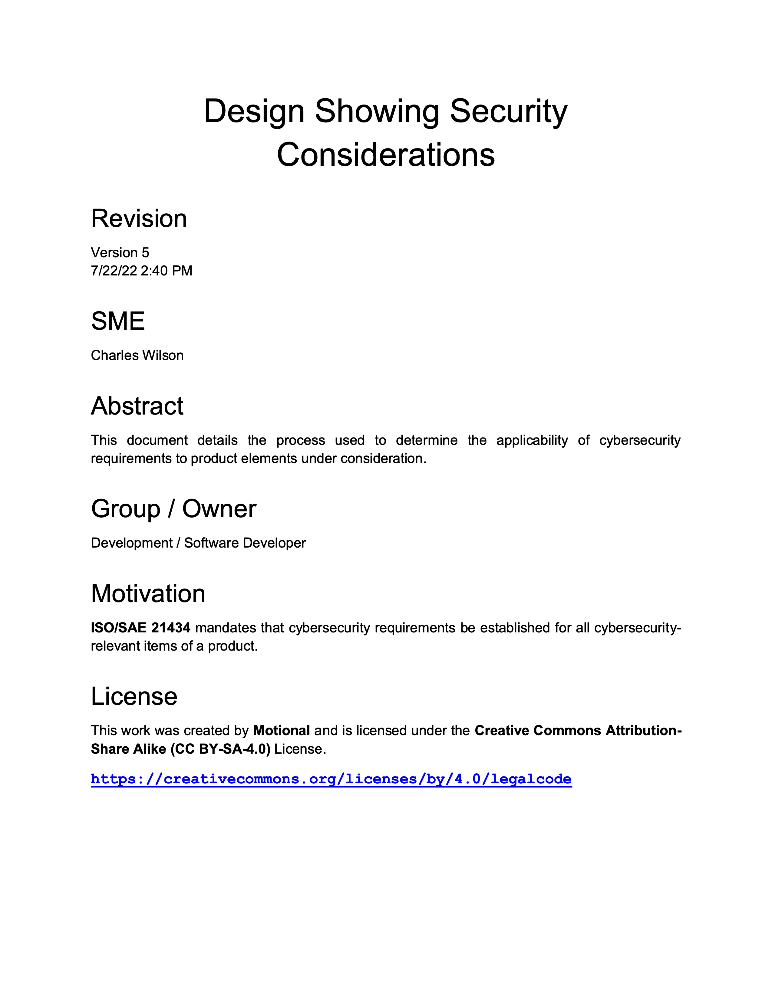 Design Showing Security
Considerations
Revision
Version 5
7/22/22 2:40 PM
SME
Charles Wilson
Abstract
This document details the process used to determine the applicability of cybersecurity
requirements to product elements under consideration.
Group / Owner
Development / Software Developer
Motivation
ISO/SAE 21434 mandates that cybersecurity requirements be established for all cybersecurity-
relevant items of a product.
License
This work was created by Motional and is licensed under the Creative Commons Attribution-
Share Alike (CC BY-SA-4.0) License.
https://creativecommons.org/licenses/by/4.0/legalcode